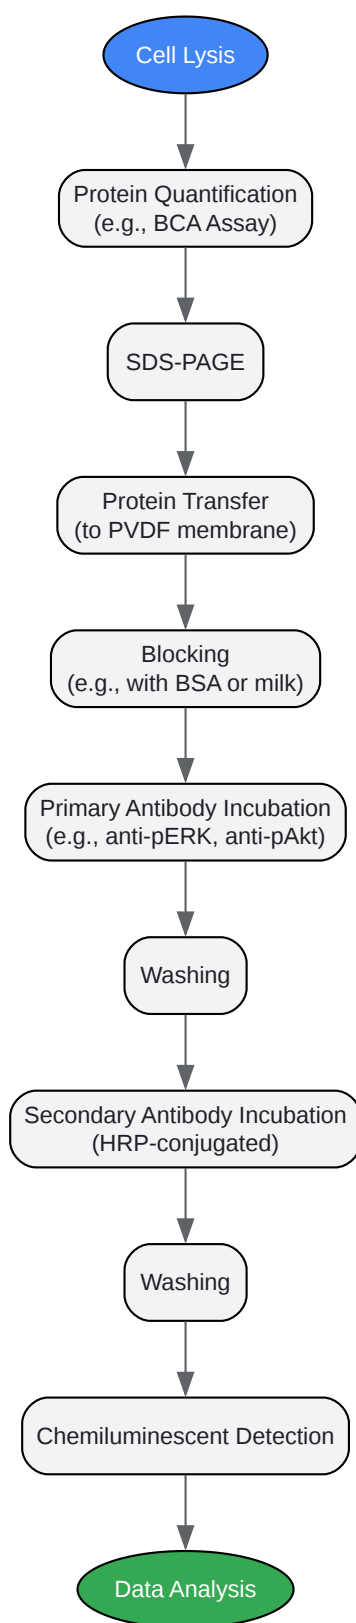 Cell Lysis
Protein Quantification
(e.g., BCA Assay)
SDS-PAGE
Protein Transfer
(to PVDF membrane)
Blocking
(e.g., with BSA or milk)
Primary Antibody Incubation
(e.g., anti-pERK, anti-pAkt)
Washing
Secondary Antibody Incubation
(HRP-conjugated)
Washing
Chemiluminescent Detection
Data Analysis